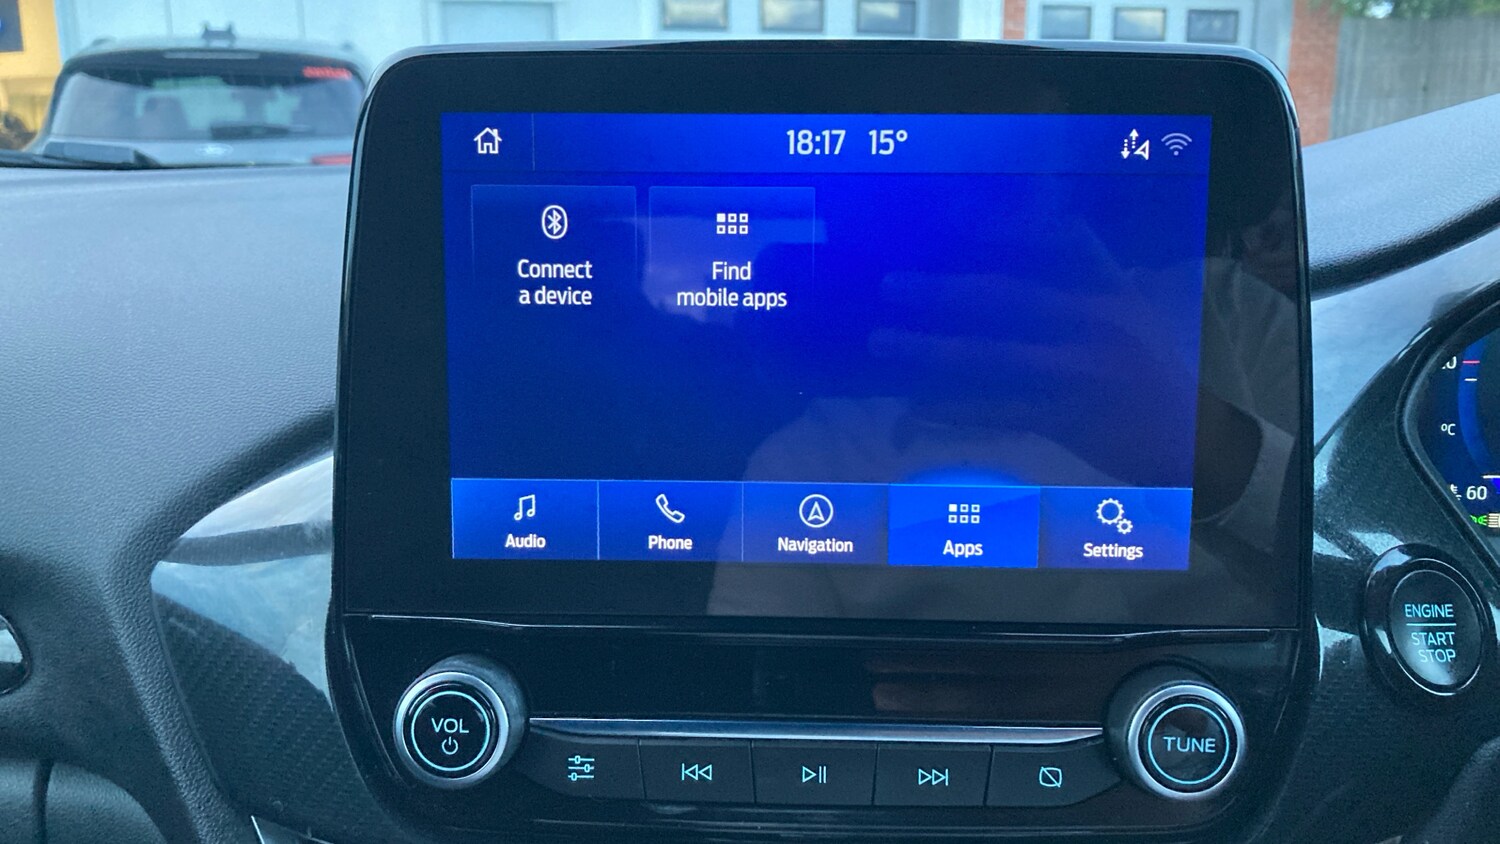 18:17 15°
Connect
a device
Find
mobile apps
Audio
Phone
Navigation
Apps
Settings
°C
60
ENGINE
START
STOP
VOL
TUNE